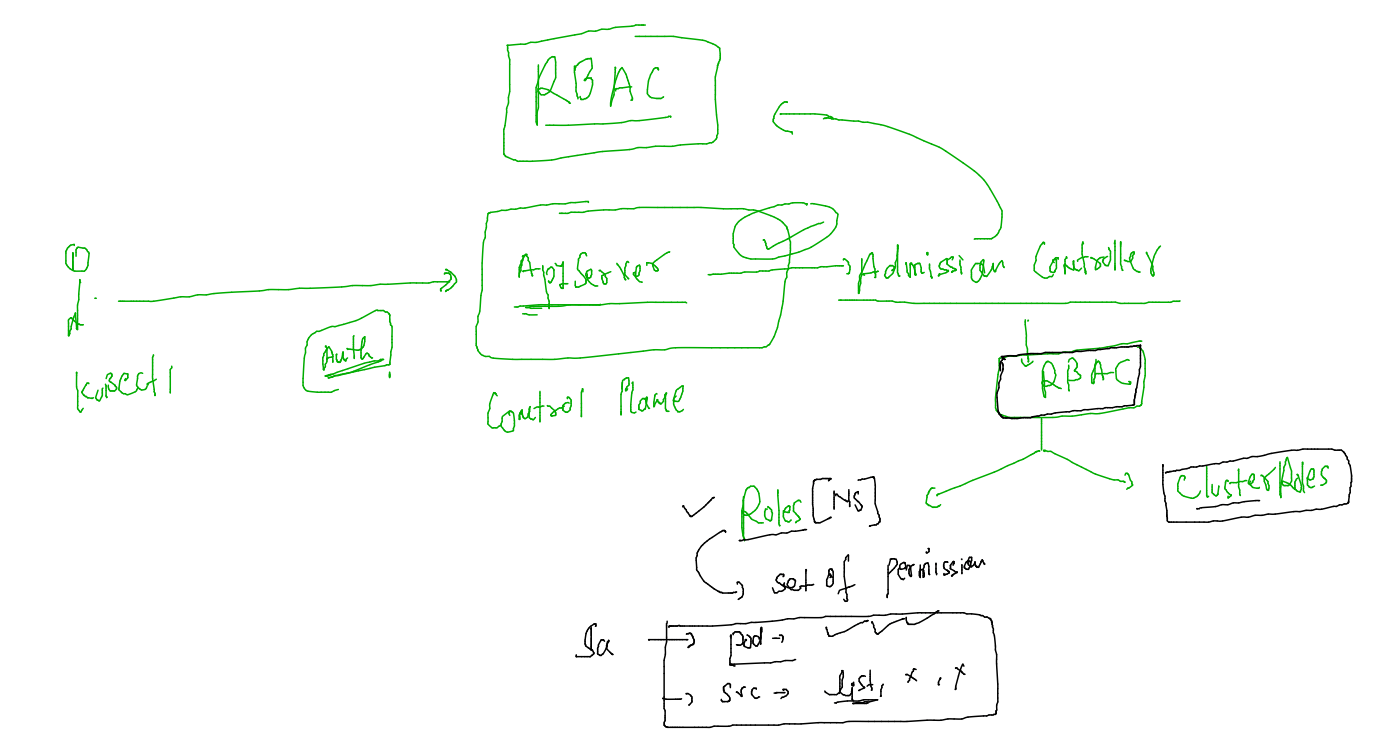 RBAC
ApiServer
Admission Controller
Auth
kubectl
Control Plane
RBAC
Roles [NS]
ClusterRoles
set of permission
Sa
pod →
src → list, x , x